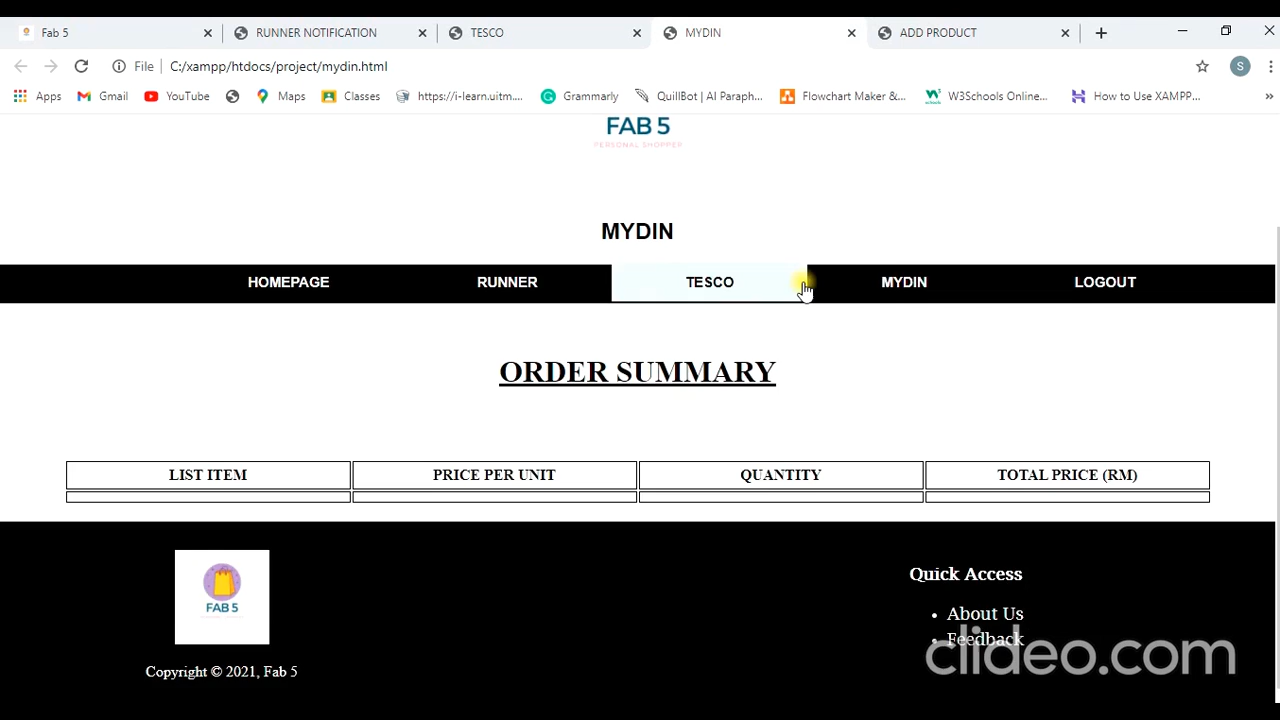 Fab 5
RUNNER NOTIFICATION
TESCO
MYDIN
ADD PRODUCT
File
C:/xampp/htdocs/project/mydin.html
S
Apps
Gmail
YouTube
Maps
Classes
https://i-learn.uitm....
Grammarly
QuillBot | AI Paraph...
Flowchart Maker &...
W3Schools Online...
How to Use XAMPP...
FAB 5
PERSONAL SHOPPER
MYDIN
HOMEPAGE
RUNNER
TESCO
MYDIN
LOGOUT
ORDER SUMMARY
LIST ITEM
PRICE PER UNIT
QUANTITY
TOTAL PRICE (RM)
FAB 5
Copyright © 2021, Fab 5
Quick Access
About Us
Feedback
clideo.com